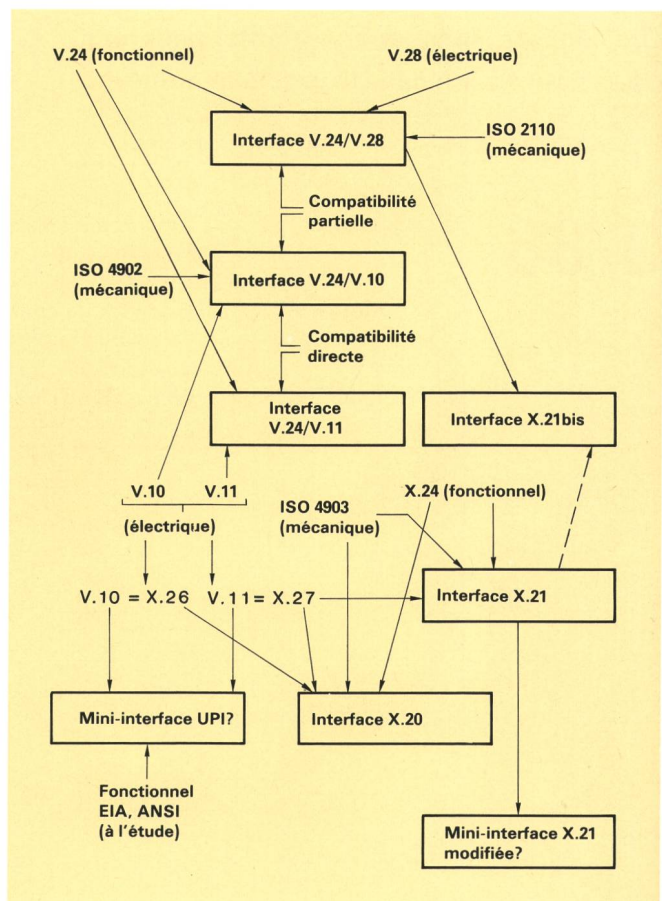 V.24 (fonctionnel)
V.28 (électrique)
Interface V.24/V.28
ISO 2110
(mécanique)
Compatibilité
partielle
ISO 4902
(mécanique)
Interface V.24/V.10
Compatibilité
directe
Interface
V.24/V.11
Interface X.21bis
V.10
V.11
(électrique)
ISO 4903
(mécanique)
X.24 (fonctionnel)
V.10 = X.26
V.11 = X.27
Interface X.21
Mini-interface UPI?
Interface X.20
Fonctionnel
EIA, ANSI
(à l'étude)
Mini-interface X.21
modifiée?